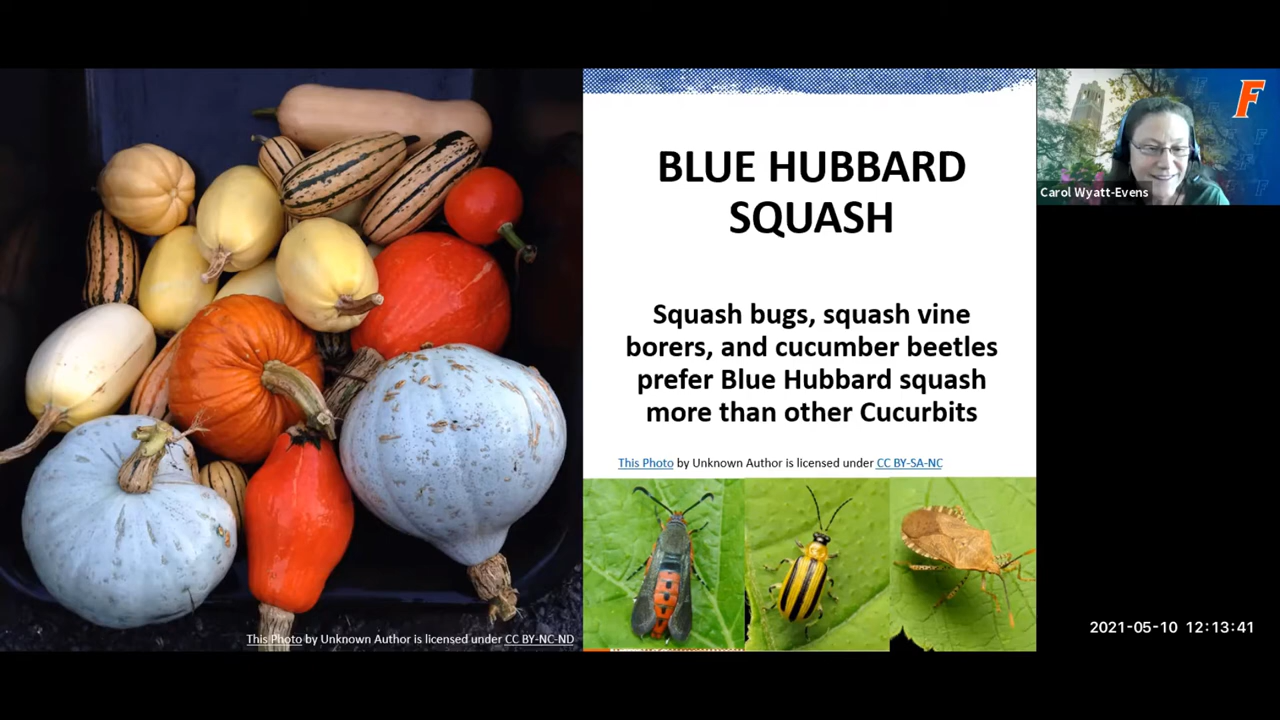 BLUE HUBBARD
SQUASH
Squash bugs, squash vine
borers, and cucumber beetles
prefer Blue Hubbard squash
more than other Cucurbits
This Photo by Unknown Author is licensed under CC BY-SA-NC
This Photo by Unknown Author is licensed under CC BY-NC-ND
F
Carol Wyatt-Evens
2021-05-10 12:13:41